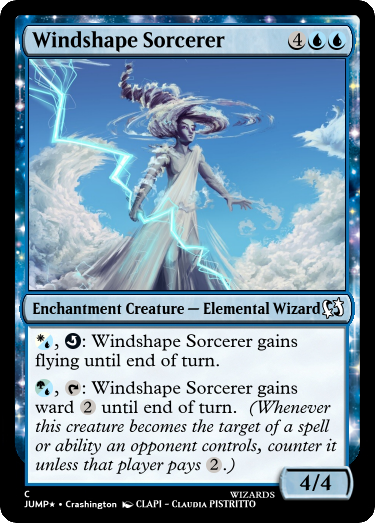 Windshape Sorcerer 4
Enchantment Creature — Elemental Wizard
, : Windshape Sorcerer gains
flying until end of turn.
, : Windshape Sorcerer gains
ward 2 until end of turn. (Whenever
this creature becomes the target of a spell
or ability an opponent controls, counter it
unless that player pays 2.)
4/4
C WIZARDS
JUMP★ • Crashington CLAPI – Claudia Pistritto